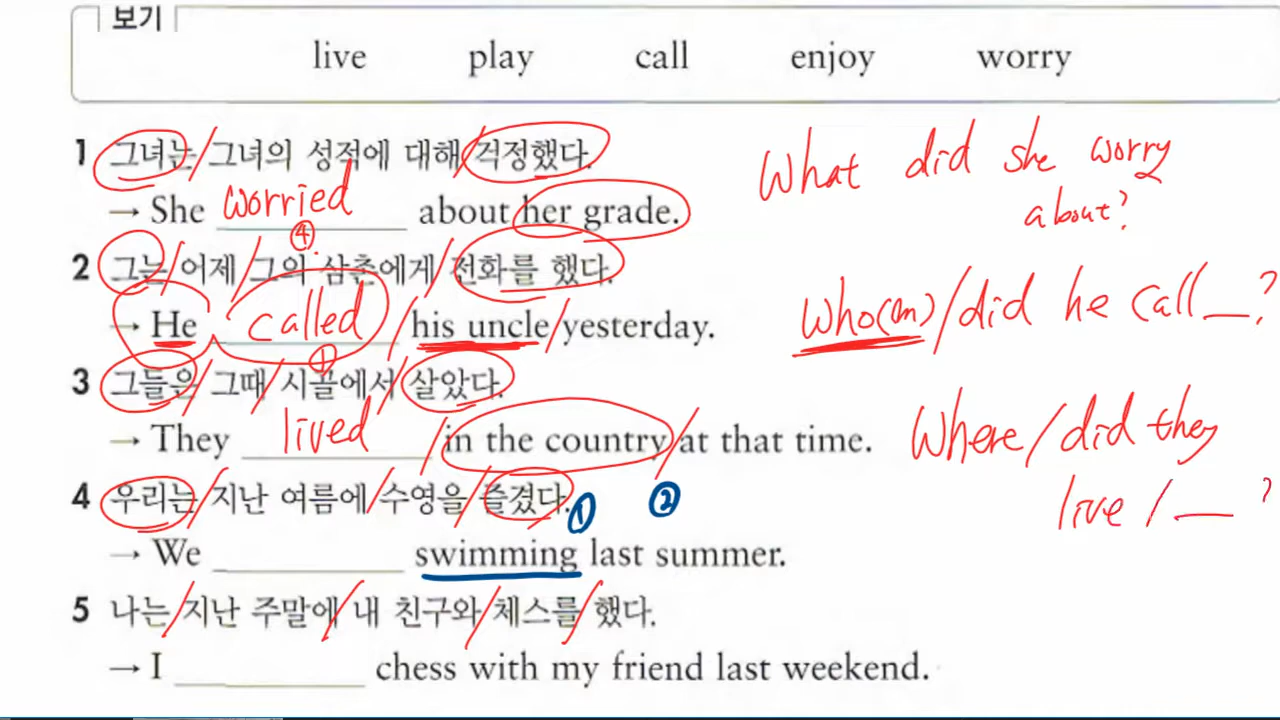 보기
live play call enjoy worry
1 그녀는/그녀의 성적에 대해/걱정했다.
→ She worried about her grade.
What did she worry
about?
④
2 그는/어제/그의 삼촌에게/전화를 했다.
→ He called /his uncle/yesterday.
who(m)/did he call_?
①
3 그들은/그때/시골에서/살았다.
→ They lived /in the country/at that time.
Where/did they
live/_?
4 우리는/지난 여름에/수영을/즐겼다.
① ②
→ We ________ swimming last summer.
5 나는/지난 주말에/내 친구와/체스를/했다.
→ I ________ chess with my friend last weekend.